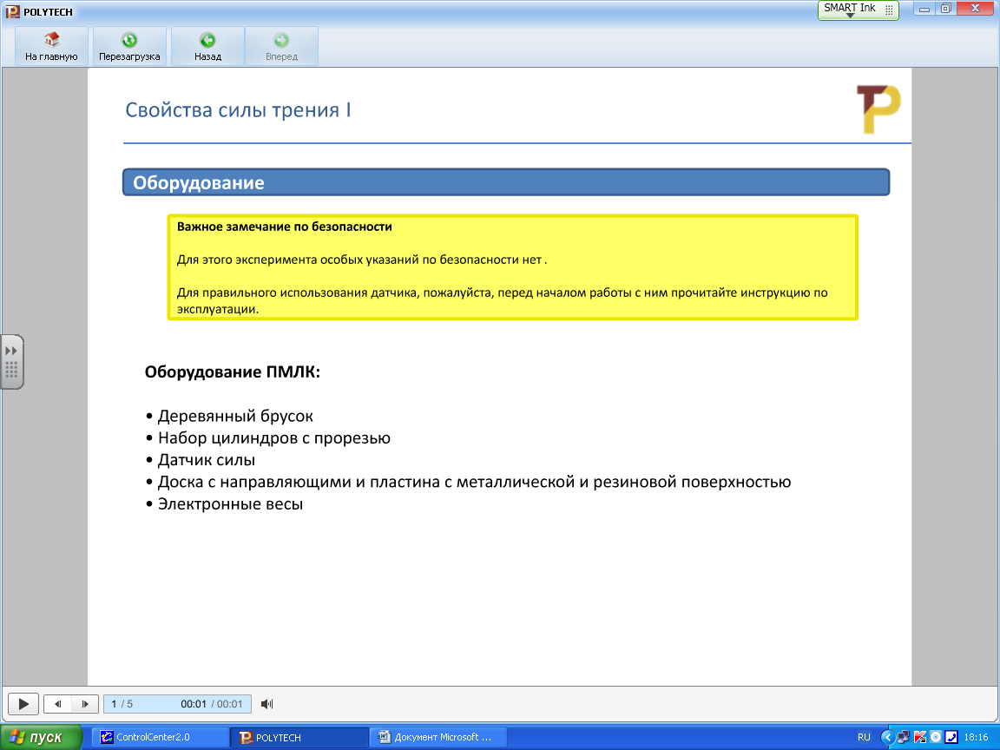 POLYTECH
SMART Ink
На главную
Перезагрузка
Назад
Вперед
Свойства силы трения I
TP
Оборудование
Важное замечание по безопасности
Для этого эксперимента особых указаний по безопасности нет .
Для правильного использования датчика, пожалуйста, перед началом работы с ним прочитайте инструкцию по
эксплуатации.
Оборудование ПМЛК:
• Деревянный брусок
• Набор цилиндров с прорезью
• Датчик силы
• Доска с направляющими и пластина с металлической и резиновой поверхностью
• Электронные весы
1 / 5 00:01 / 00:01
пуск
ControlCenter2.0
POLYTECH
Документ Microsoft ...
RU
18:16